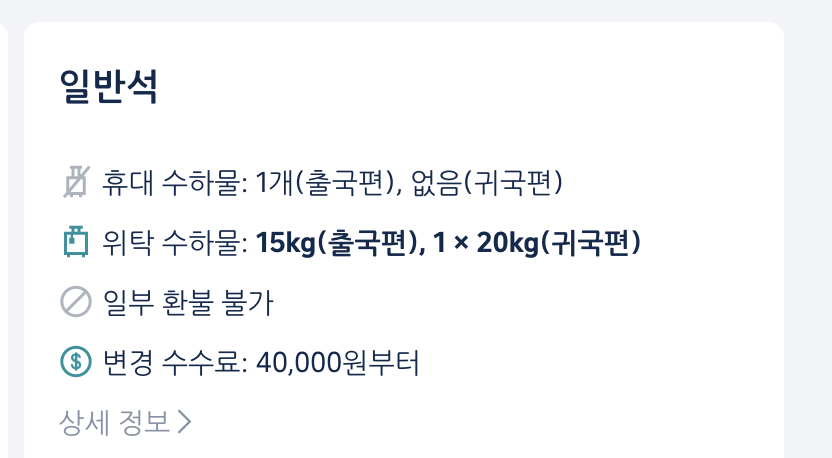 일반석
휴대 수하물: 1개(출국편), 없음(귀국편)
위탁 수하물: 15kg(출국편), 1 × 20kg(귀국편)
일부 환불 불가
변경 수수료: 40,000원부터
상세 정보 >